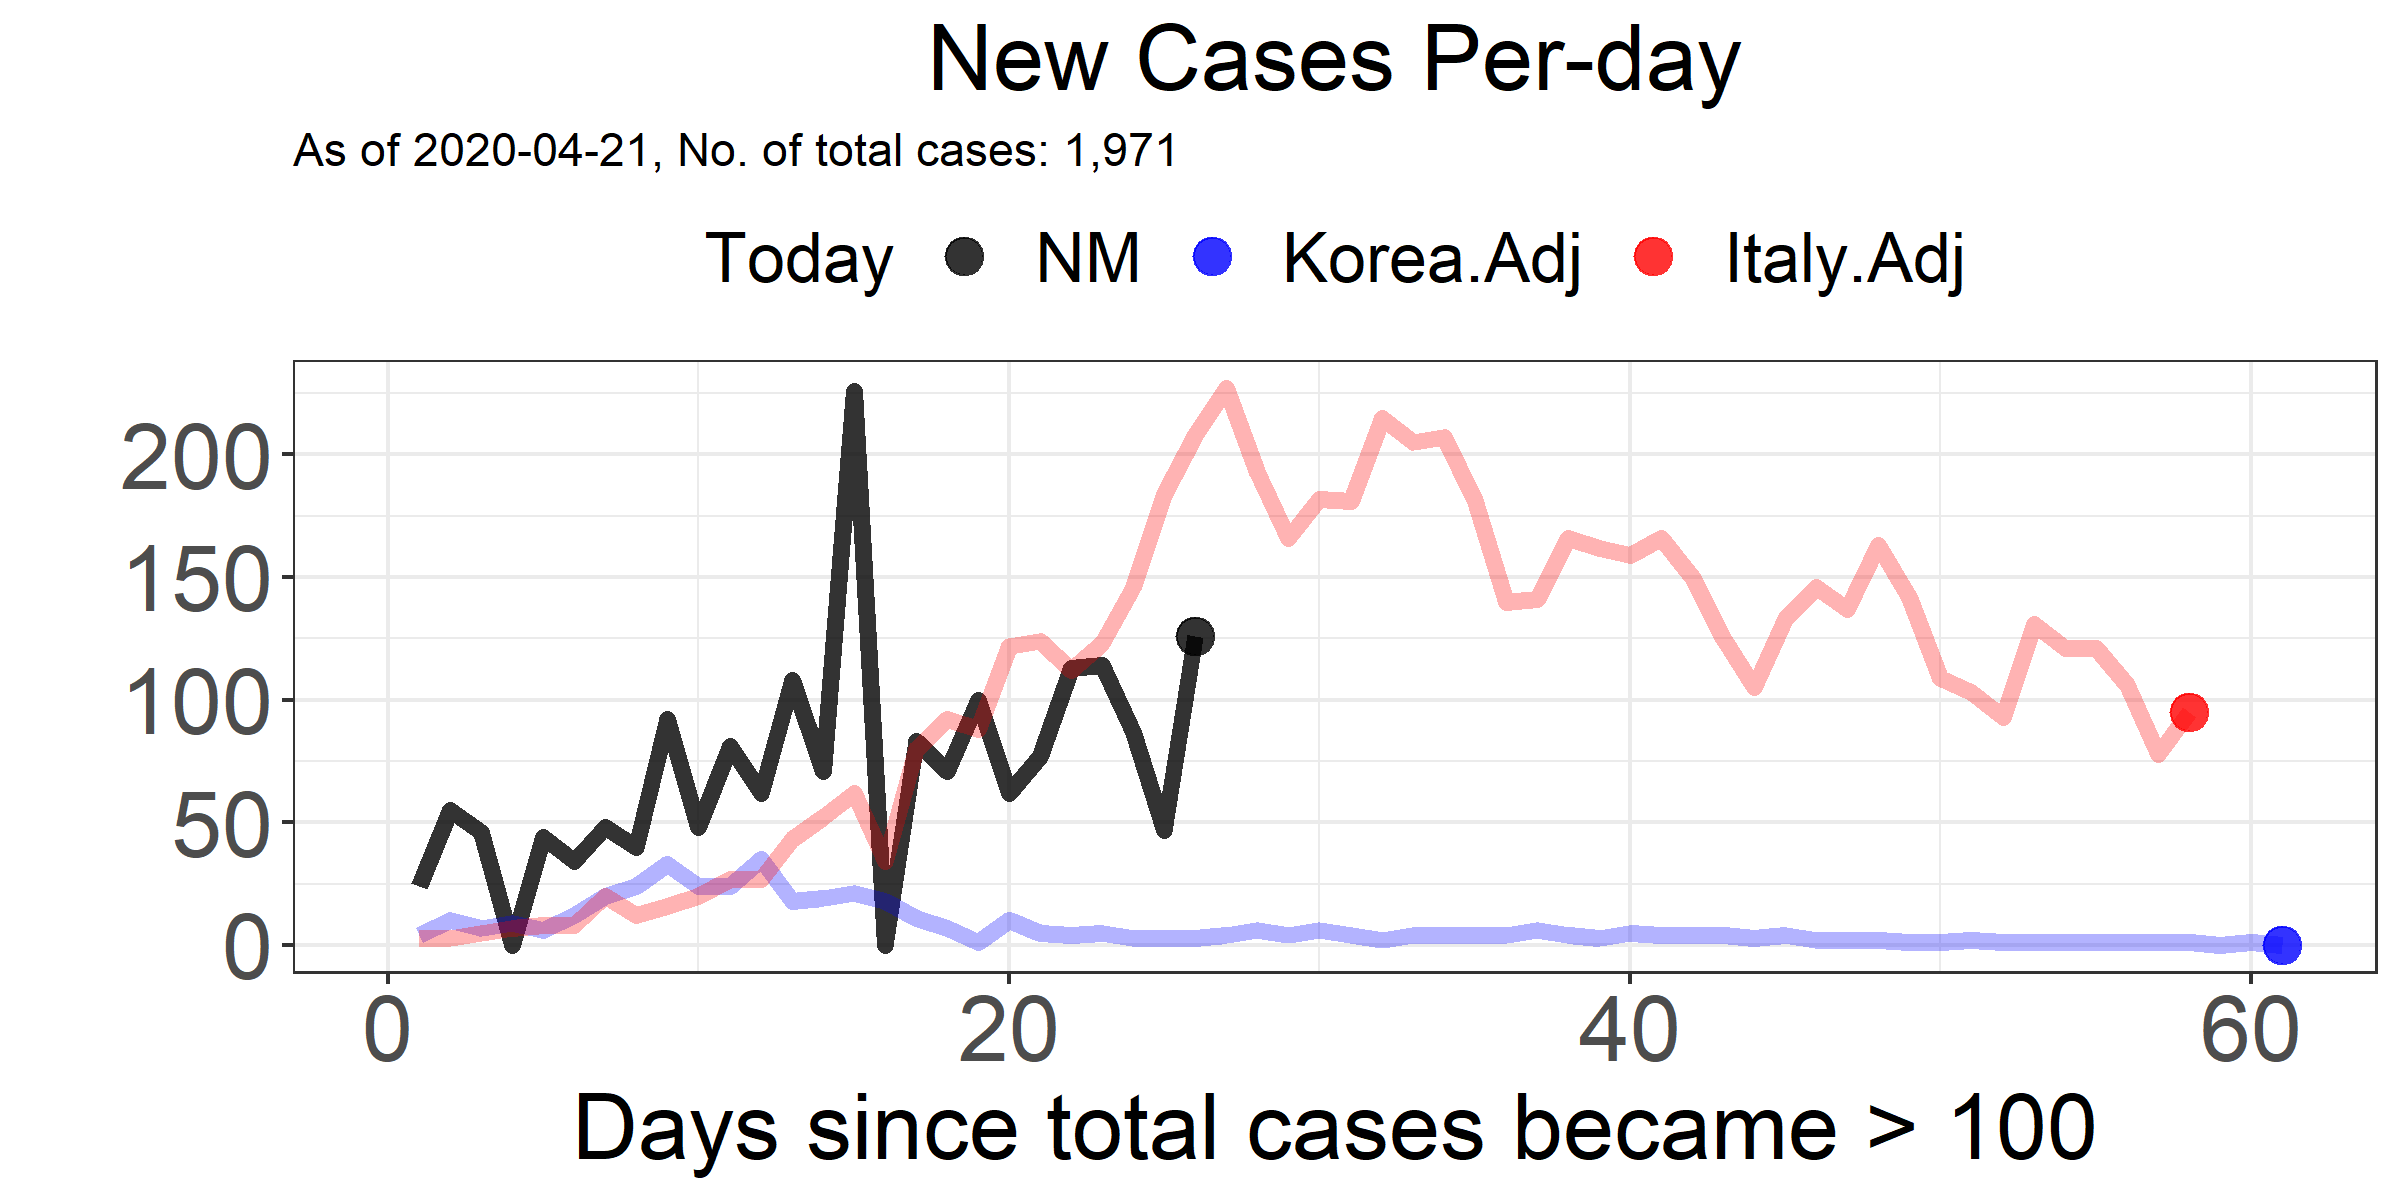 New Cases Per-day
As of 2020-04-21, No. of total cases: 1,971
Today NM Korea.Adj Italy.Adj
200
150
100
50
0
0 20 40 60
Days since total cases became > 100